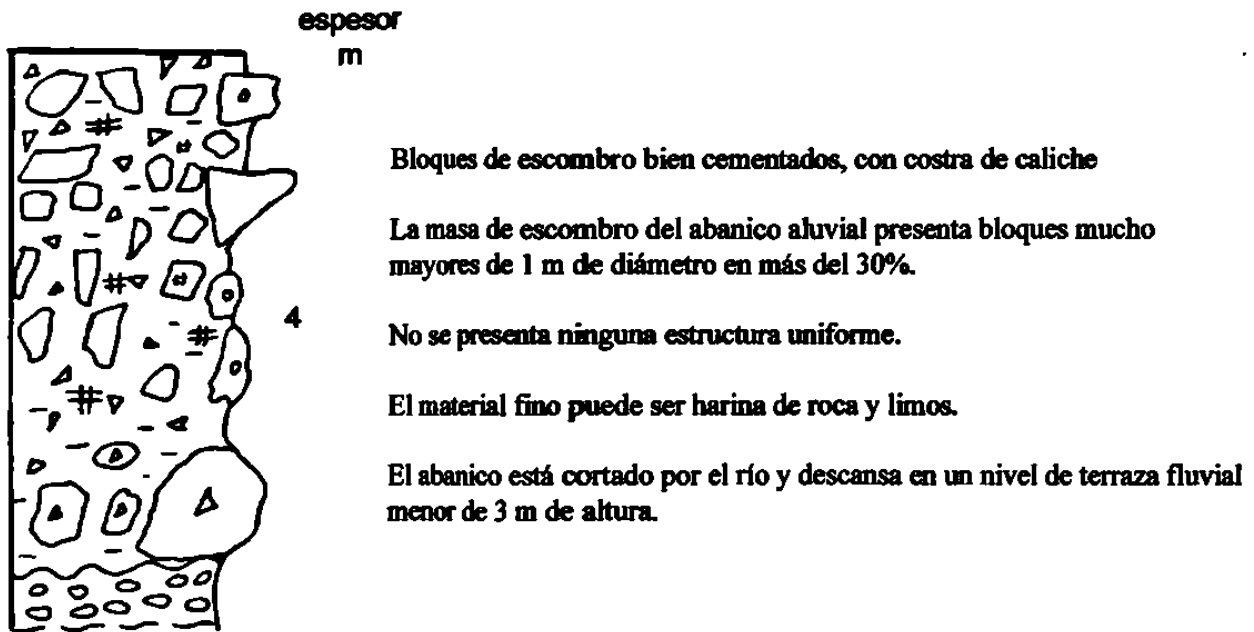 espesor
m
Bloques de escombro bien cementados, con costra de caliche
La masa de escombro del abanico aluvial presenta bloques mucho
mayores de 1 m de diámetro en más del 30%.
4
No se presenta ninguna estructura uniforme.
El material fino puede ser harina de roca y limos.
El abanico está cortado por el río y descansa en un nivel de terraza fluvial
menor de 3 m de altura.